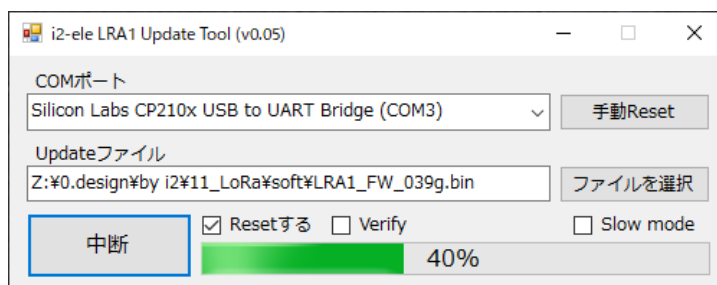 i2-ele LRA1 Update Tool (v0.05)
COMポート
Silicon Labs CP210x USB to UART Bridge (COM3)
手動Reset
Updateファイル
Z:¥0.design¥by i2¥11_LoRa¥soft¥LRA1_FW_039g.bin
ファイルを選択
中断
Resetする
Verify
Slow mode
40%